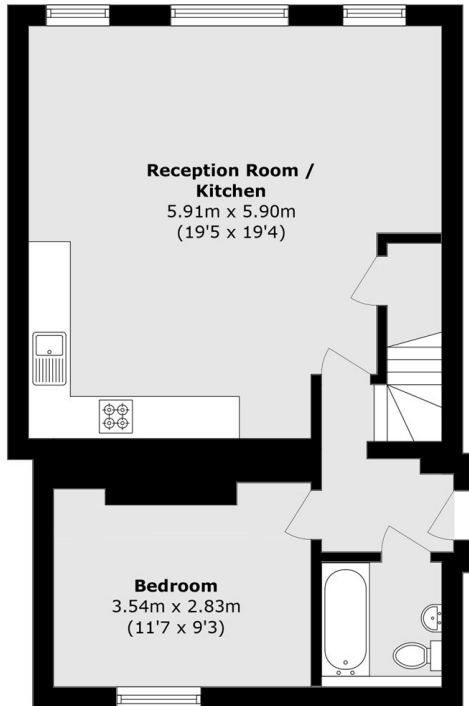 Reception Room /
Kitchen
5.91m x 5.90m
(19'5 x 19'4)
Bedroom
3.54m x 2.83m
(11'7 x 9'3)